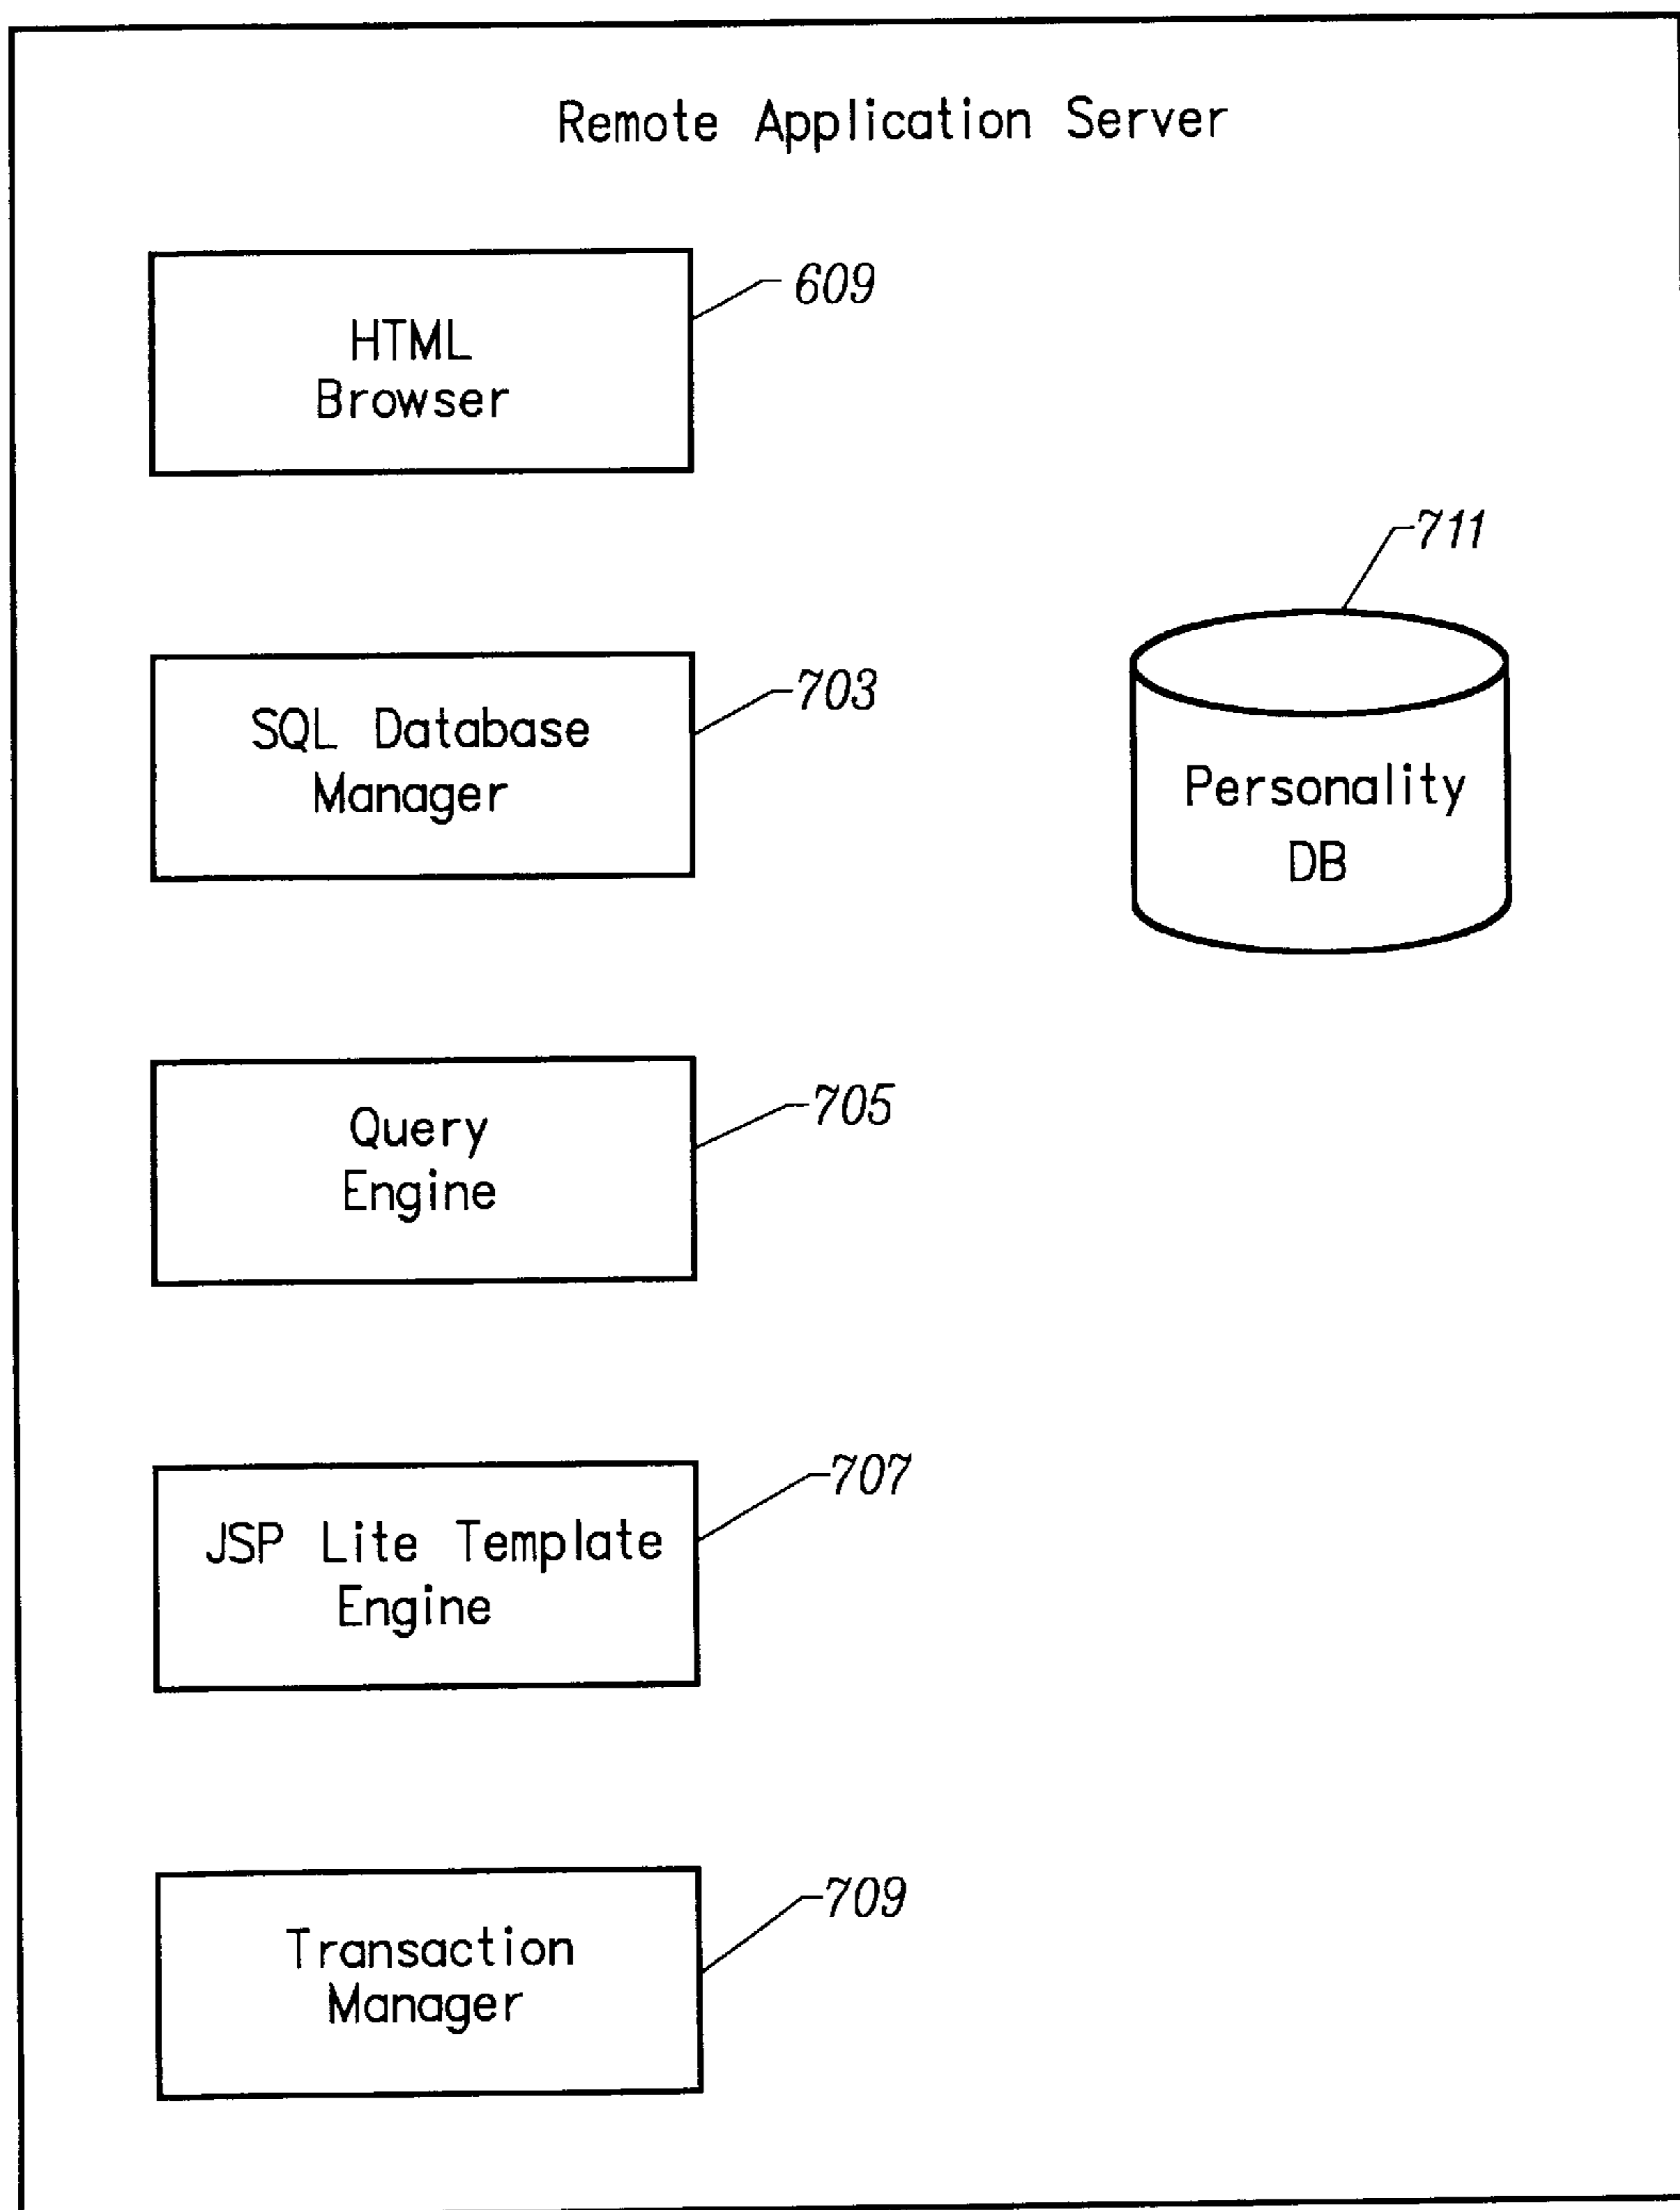 Remote Application Server
HTML
Browser
609
711
SQL Database
Manager
703
Personality
DB
Query
Engine
705
JSP Lite Template
Engine
707
Transaction
Manager
709